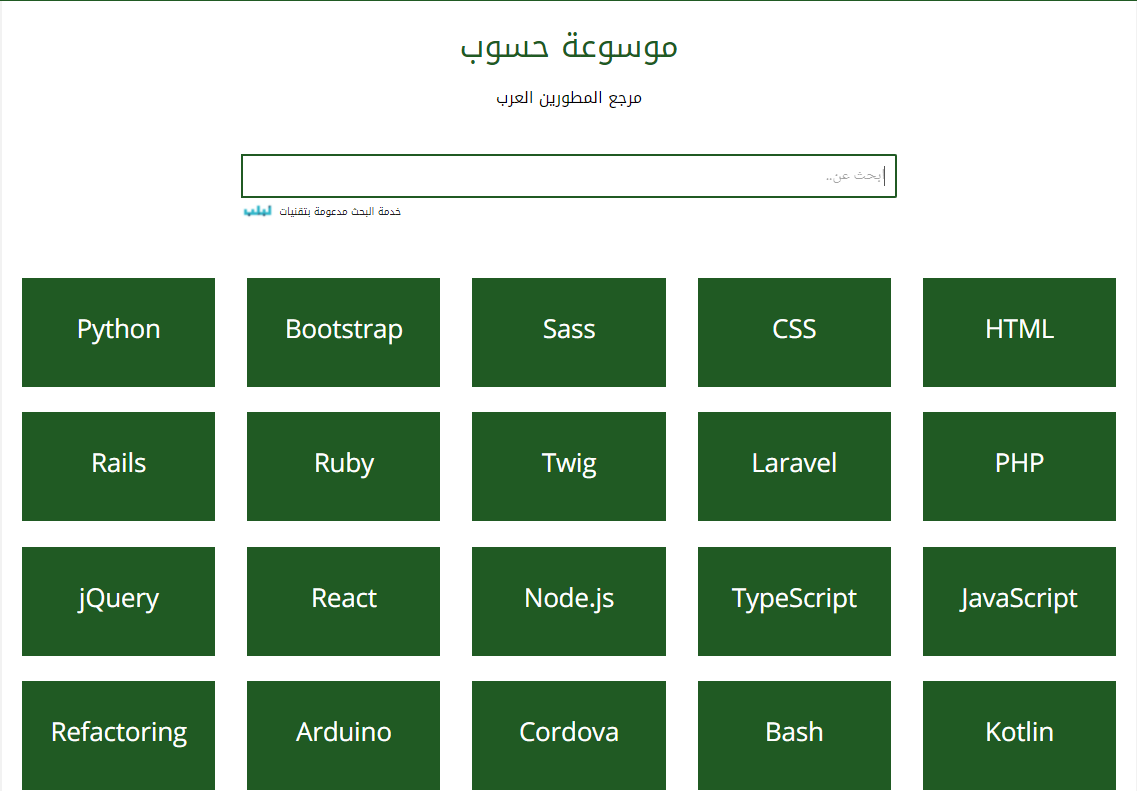 موسوعة حسوب
مرجع المطورين العرب
ابحث عن..
خدمة البحث مدعومة بتقنيات لبلب
HTML
CSS
Sass
Bootstrap
Python
PHP
Laravel
Twig
Ruby
Rails
JavaScript
TypeScript
Node.js
React
jQuery
Kotlin
Bash
Cordova
Arduino
Refactoring